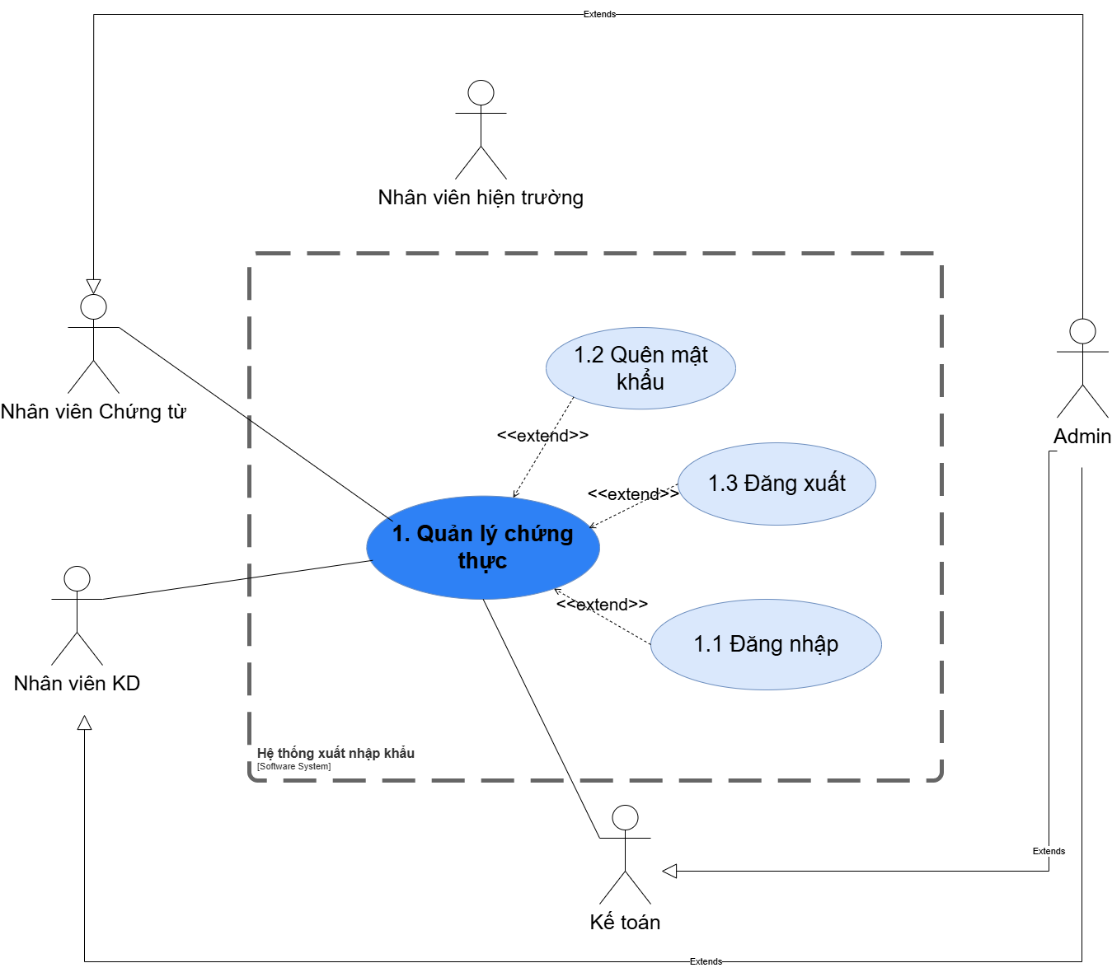 Extends
Nhân viên hiện trường
1.2 Quên mật
khẩu
Nhân viên Chứng từ
<<extend>>
Admin
1.3 Đăng xuất
<<extend>>
1. Quản lý chứng
thực
<<extend>>
1.1 Đăng nhập
Nhân viên KD
Hệ thống xuất nhập khẩu
[Software System]
Extends
Kế toán
Extends